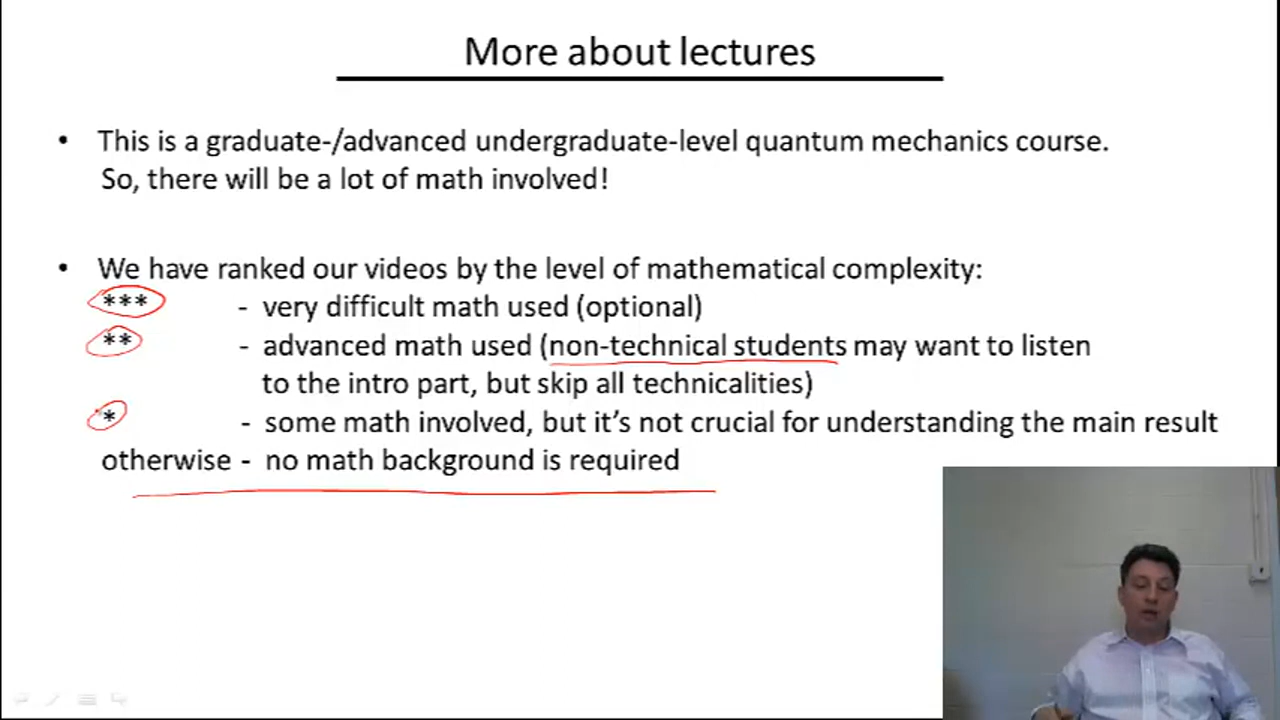 More about lectures
• This is a graduate-/advanced undergraduate-level quantum mechanics course.
So, there will be a lot of math involved!
• We have ranked our videos by the level of mathematical complexity:
*** - very difficult math used (optional)
** - advanced math used (non-technical students may want to listen
to the intro part, but skip all technicalities)
* - some math involved, but it's not crucial for understanding the main result
otherwise - no math background is required